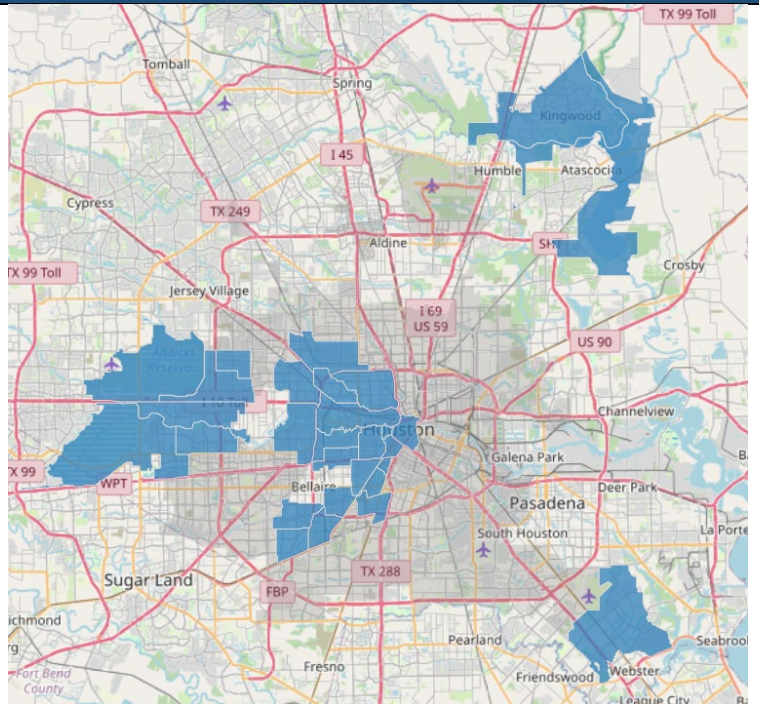 TX 99 Toll
Tomball
Spring
Kingwood
I 45
Humble
Atascocita
Cypress
TX 249
Aldine
Crosby
TX 99 Toll
Jersey Village
I 69
US 59
US 90
Addicks
Reservoir
I 10 Toll
Channelview
Houston
Galena Park
TX 99
WPT
Bellaire
Deer Park
Pasadena
South Houston
La Porte
TX 288
Sugar Land
FBP
Pearland
Fresno
Friendswood
Webster
Fort Bend
County
League City